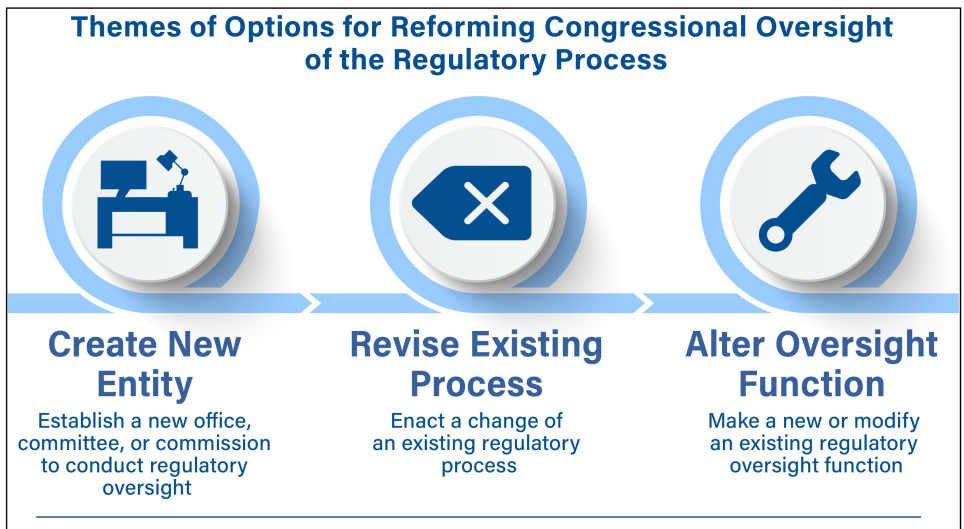 Themes of Options for Reforming Congressional Oversight
of the Regulatory Process
Create New
Entity
Establish a new office,
committee, or commission
to conduct regulatory
oversight
Revise Existing
Process
Enact a change of
an existing regulatory
process
Alter Oversight
Function
Make a new or modify
an existing regulatory
oversight function